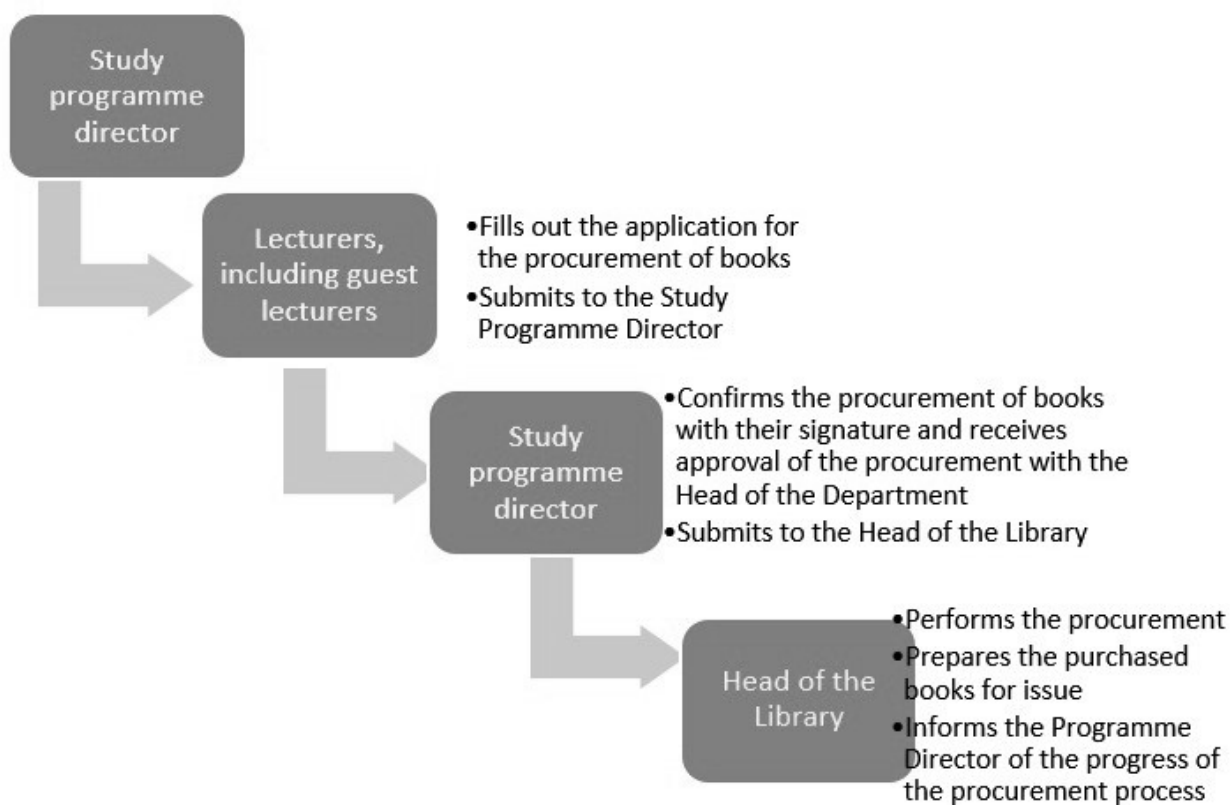 Study
programme
director
Lecturers,
including guest
lecturers
•Fills out the application for
the procurement of books
•Submits to the Study
Programme Director
Study
programme
director
•Confirms the procurement of books
with their signature and receives
approval of the procurement with the
Head of the Department
•Submits to the Head of the Library
Head of the
Library
•Performs the procurement
•Prepares the purchased
books for issue
•Informs the Programme
Director of the progress of
the procurement process